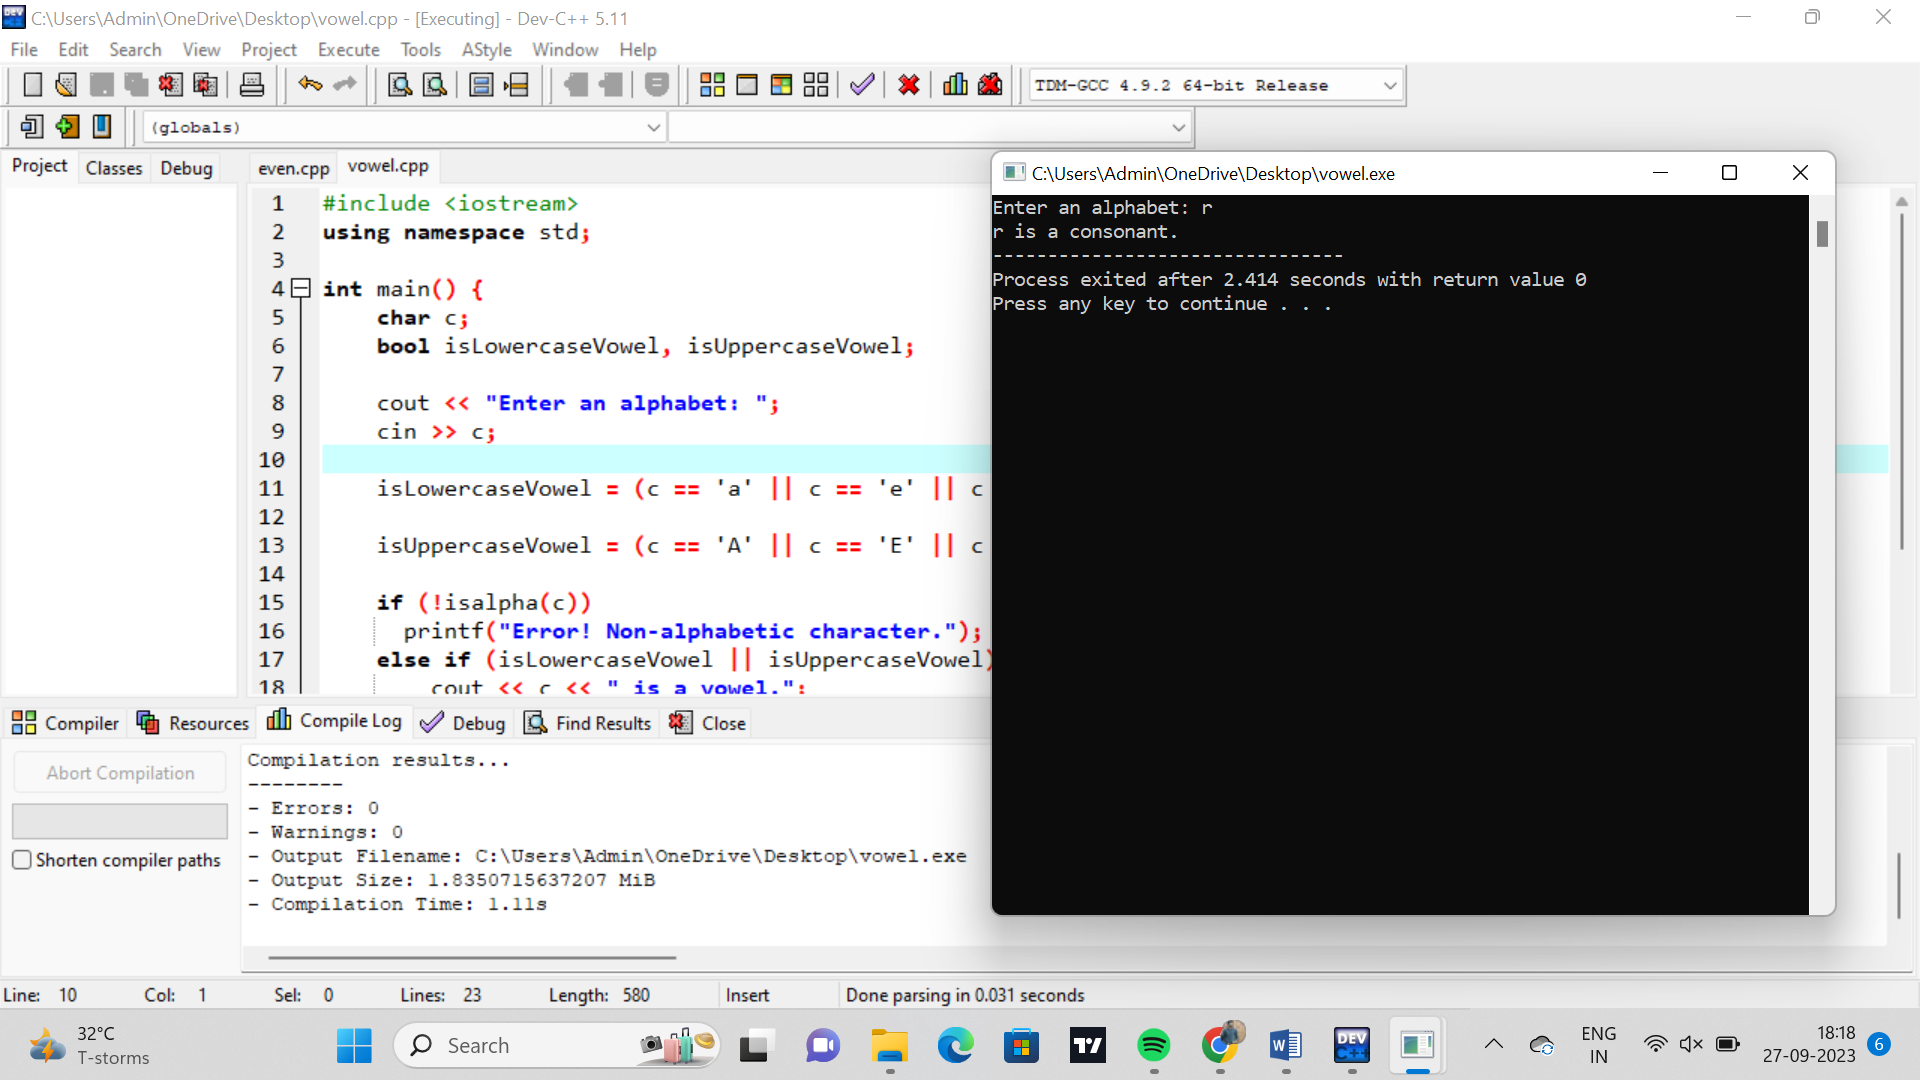 C:\Users\Admin\OneDrive\Desktop\vowel.cpp - [Executing] - Dev-C++ 5.11
File Edit Search View Project Execute Tools AStyle Window Help
TDM-GCC 4.9.2 64-bit Release
(globals)
Project Classes Debug
even.cpp vowel.cpp
1 #include <iostream>
2 using namespace std;
3
4 int main() {
5 char c;
6 bool isLowercaseVowel, isUppercaseVowel;
7
8 cout << "Enter an alphabet: ";
9 cin >> c;
10
11 isLowercaseVowel = (c == 'a' || c == 'e' || c
12
13 isUppercaseVowel = (c == 'A' || c == 'E' || c
14
15 if (!isalpha(c))
16 printf("Error! Non-alphabetic character.");
17 else if (isLowercaseVowel || isUppercaseVowel)
18 cout << c << " is a vowel.";
C:\Users\Admin\OneDrive\Desktop\vowel.exe
Enter an alphabet: r
r is a consonant.
--------------------------------
Process exited after 2.414 seconds with return value 0
Press any key to continue . . .
Compiler Resources Compile Log Debug Find Results Close
Abort Compilation
Shorten compiler paths
Compilation results...
--------
- Errors: 0
- Warnings: 0
- Output Filename: C:\Users\Admin\OneDrive\Desktop\vowel.exe
- Output Size: 1.8350715637207 MiB
- Compilation Time: 1.11s
Line: 10 Col: 1 Sel: 0 Lines: 23 Length: 580 Insert Done parsing in 0.031 seconds
32°C
T-storms
Search
DEV
C++
ENG
IN
18:18
27-09-2023
6